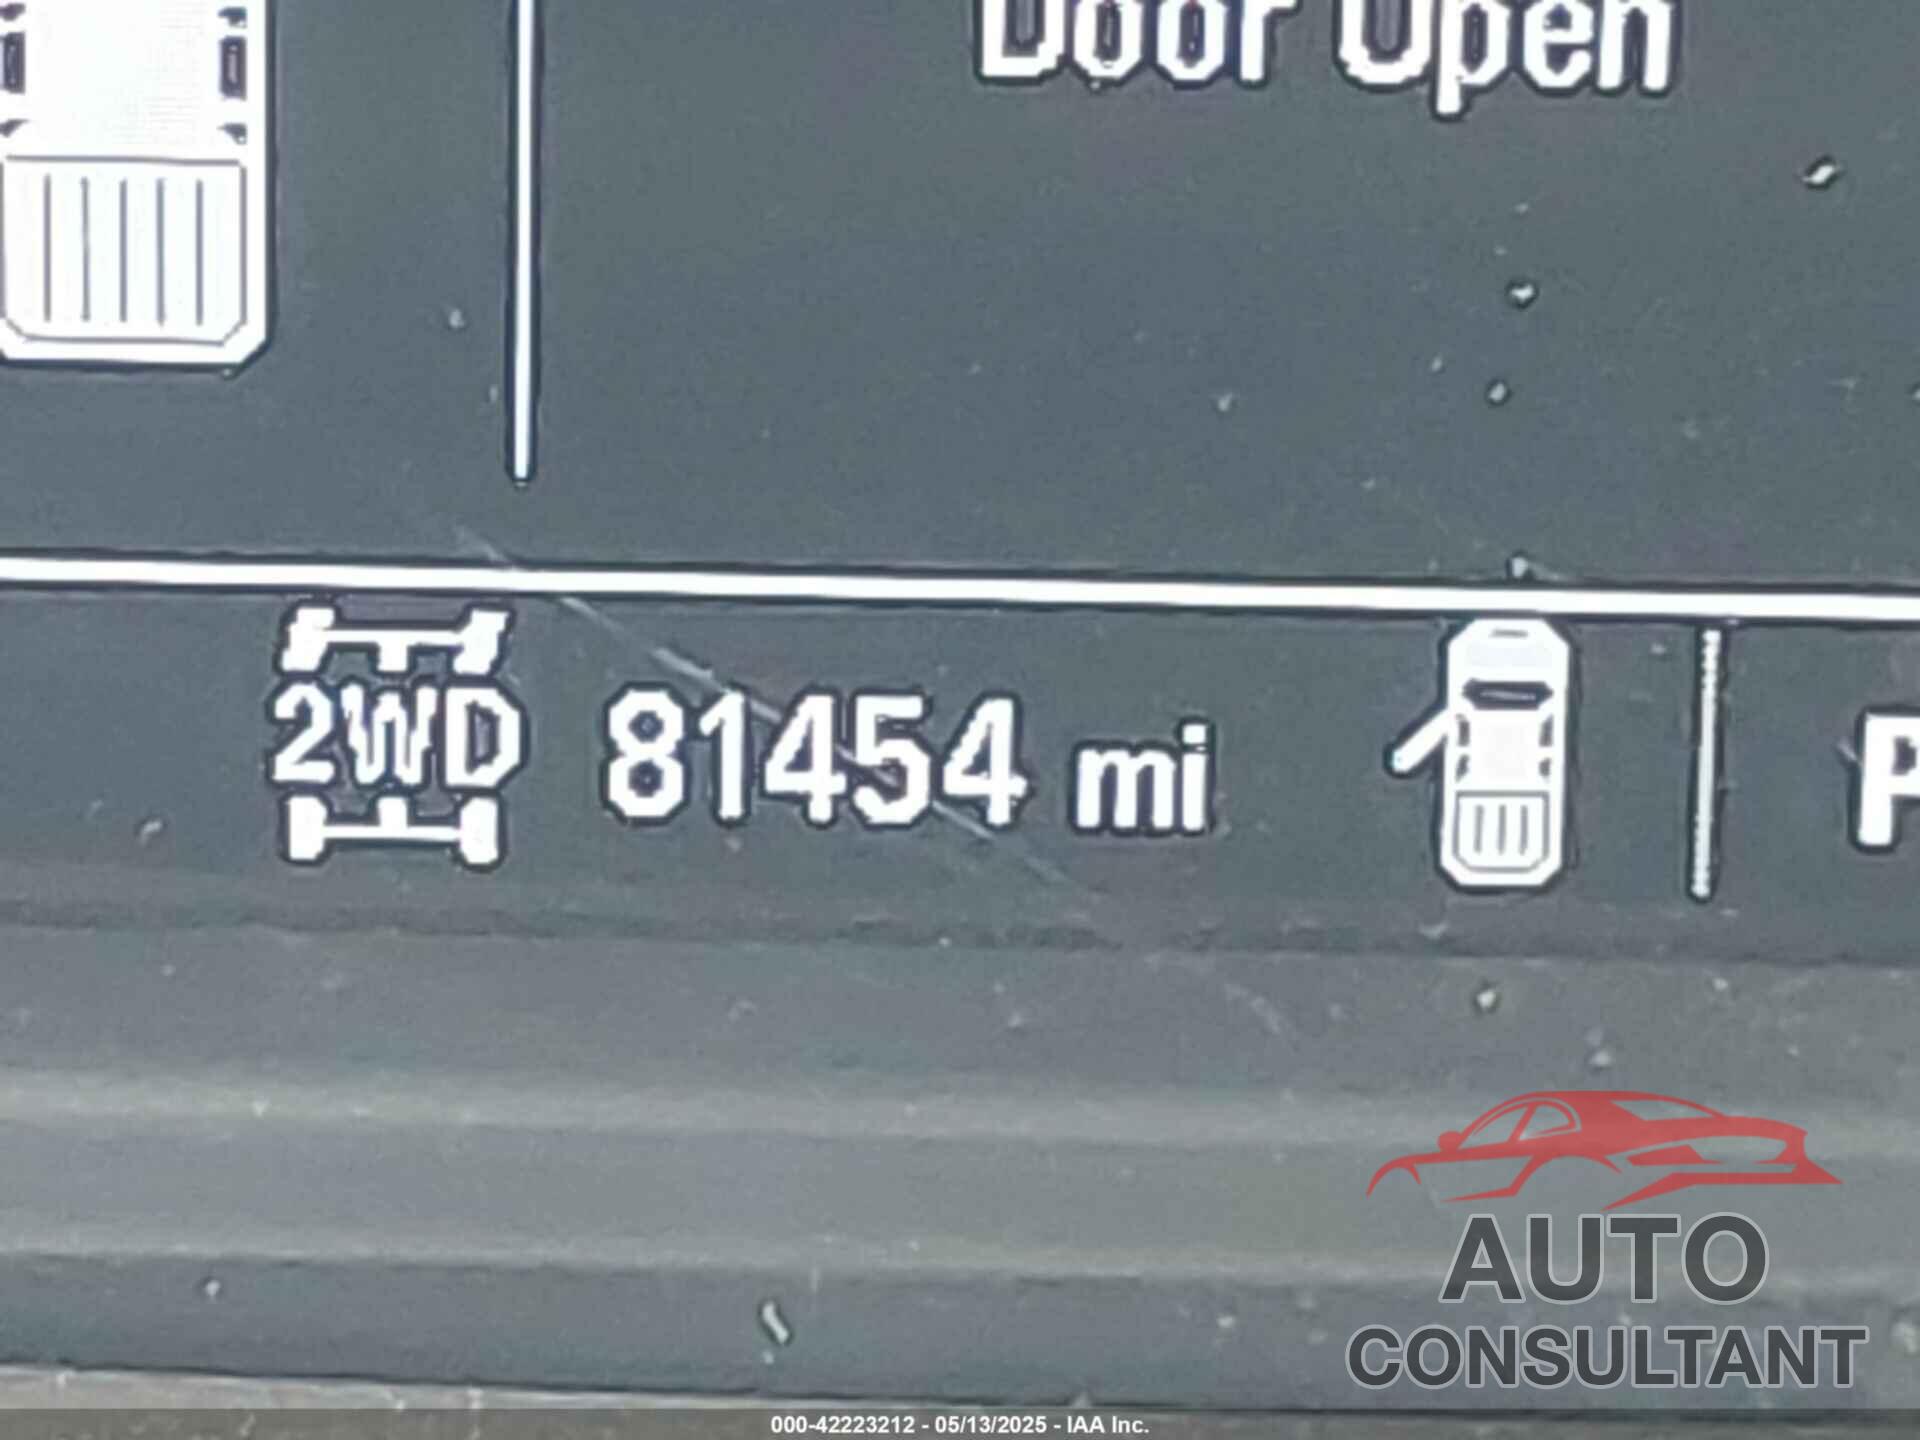 Door Open
2WD 81454 mi P
AUTO
CONSULTANT
000-42223212 - 05/13/2025 - IAA Inc.